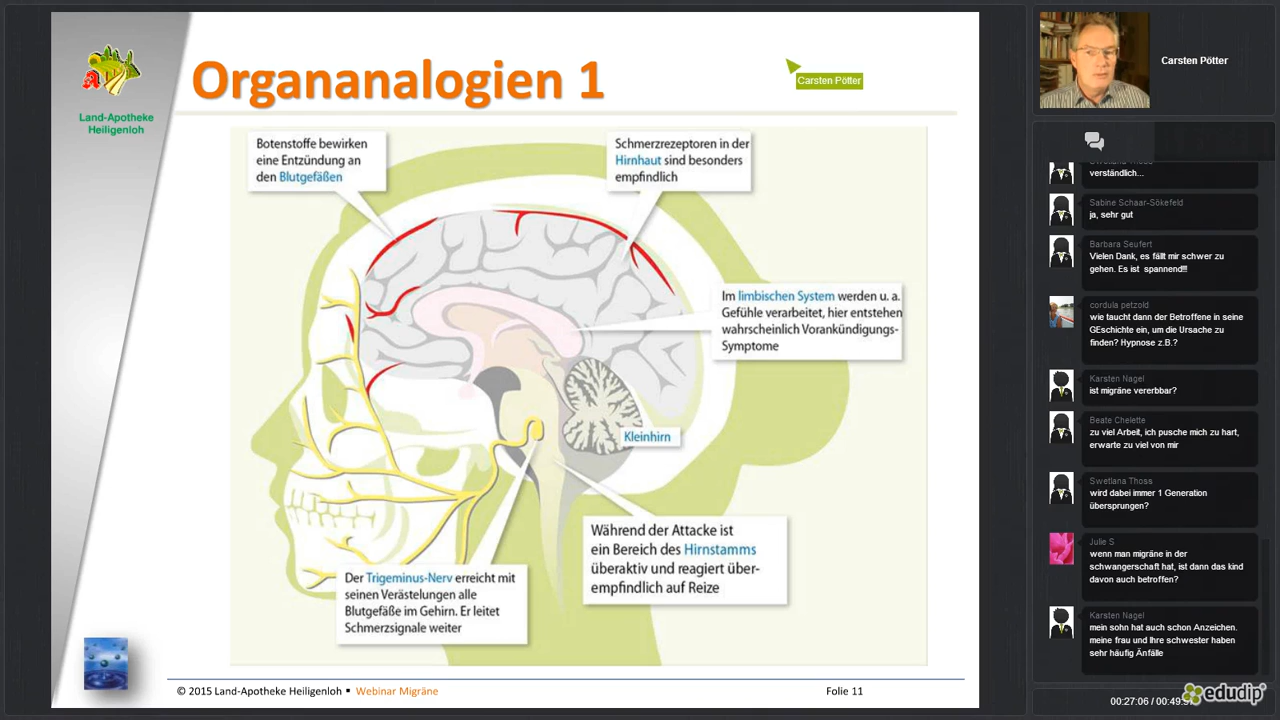 Organanalogien 1
Carsten Pötter
Land-Apotheke
Heiligenloh
Botenstoffe bewirken
eine Entzündung an
den Blutgefäßen
Schmerzrezeptoren in der
Hirnhaut sind besonders
empfindlich
Im limbischen System werden u. a.
Gefühle verarbeitet, hier entstehen
wahrscheinlich Vorankündigungs-
Symptome
Kleinhirn
Während der Attacke ist
ein Bereich des Hirnstamms
überaktiv und reagiert über-
empfindlich auf Reize
Der Trigeminus-Nerv erreicht mit
seinen Verästelungen alle
Blutgefäße im Gehirn. Er leitet
Schmerzsignale weiter
© 2015 Land-Apotheke Heiligenloh ▪ Webinar Migräne
Folie 11
Carsten Pötter
verständlich...
Sabine Schaar-Sökefeld
ja, sehr gut
Barbara Seufert
Vielen Dank, es fällt mir schwer zu
gehen. Es ist spannend!!!
cordula petzold
wie taucht dann der Betroffene in seine
GEschichte ein, um die Ursache zu
finden? Hypnose z.B.?
Karsten Nagel
ist migräne vererbbar?
Beate Chelette
zu viel Arbeit, ich pusche mich zu hart,
erwarte zu viel von mir
Swetlana Thoss
wird dabei immer 1 Generation
übersprungen?
Julie S
wenn man migräne in der
schwangerschaft hat, ist dann das kind
davon auch betroffen?
Karsten Nagel
mein sohn hat auch schon Anzeichen.
meine frau und Ihre schwester haben
sehr häufig Änfälle
00:27:06 / 00:49
edudip